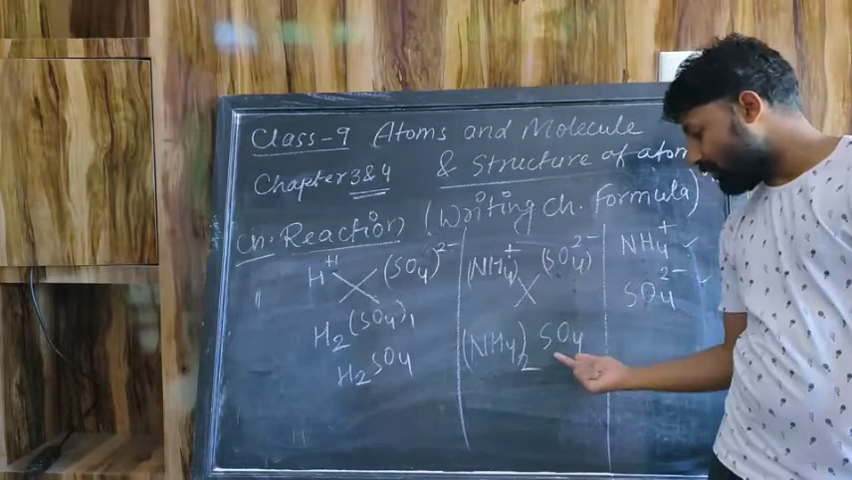 Class-9 Atoms and Molecule
Chapter 3&4 & Structure of atom
Ch. Reaction (Writing Ch. Formula)
H⁺¹ (SO₄)²⁻
H₂(SO₄)₁
H₂SO₄
(NH₄)⁺ (SO₄)²⁻
(NH₄)₂ SO₄
NH₄⁺ ✓
SO₄²⁻ ✓